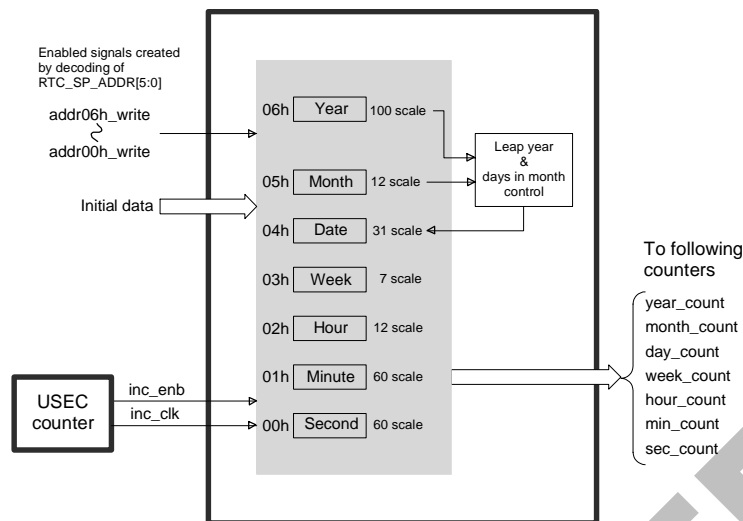 Enabled signals created
by decoding of
RTC_SP_ADDR[5:0]
addr06h_write
addr00h_write
Initial data
USEC
counter
inc_enb
inc_clk
06h Year 100 scale
05h Month 12 scale
04h Date 31 scale
03h Week 7 scale
02h Hour 12 scale
01h Minute 60 scale
00h Second 60 scale
Leap year
&
days in month
control
To following
counters
year_count
month_count
day_count
week_count
hour_count
min_count
sec_count